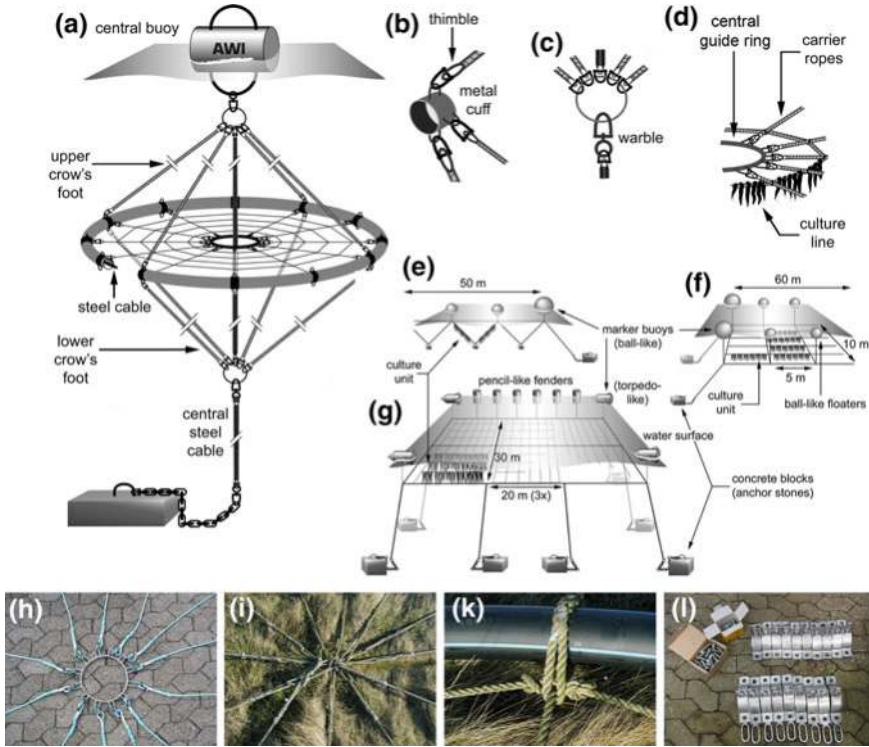 (a)
central buoy
AWI
upper
crow's
foot
steel cable
lower
crow's
foot
central
steel
cable
(b)
thimble
metal
cuff
(c)
warble
(d)
central
guide ring
carrier
ropes
culture
line
(e)
50 m
culture
unit
marker buoys
(ball-like)
(f)
60 m
10 m
5 m
culture
unit
ball-like floaters
(g)
pencil-like fenders
(torpedo-
like)
water surface
30 m
20 m (3x)
concrete blocks
(anchor stones)
(h)
(i)
(k)
(l)